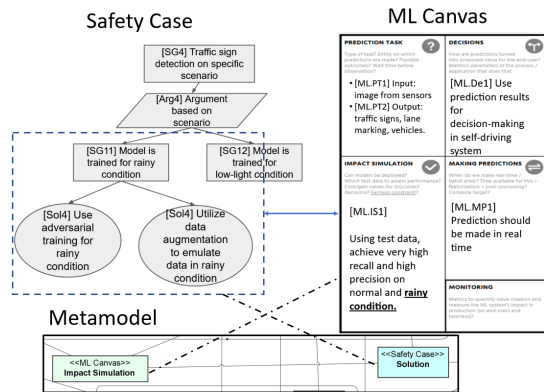 Safety Case
[SG4] Traffic sign
detection on specific
scenario
[Arg4] Argument
based on
scenario
[SG11] Model is
trained for rainy
condition
[SG12] Model is
trained for
low-light condition
[Sol4] Use
adversarial
training for
rainy
condition
[Sol4] Utilize
data
augmentation
to emulate
data in rainy
condition
ML Canvas
PREDICTION TASK
?
Type of task? Entity on which
predictions are made? Possible
outcomes? Wait time before
observation?
• [ML.PT1] Input:
image from sensors
• [ML.PT2] Output:
traffic signs, lane
marking, vehicles.
DECISIONS
How are predictions turned
into proposed value for the end user?
Mention parameters of the process /
application that does that.
[ML.De1] Use
prediction results
for
decision-making
in self-driving
system
IMPACT SIMULATION
Can models be deployed?
Which test data to assess performance?
Cost/gain values for (in)correct
decisions? Fairness constraint?
[ML.IS1]
Using test data,
achieve very high
recall and high
precision on
normal and rainy
condition.
MAKING PREDICTIONS
When do we make real-time /
batch pred.? Time available for this +
featurization + post-processing?
Compute target?
[ML.MP1]
Prediction should
be made in real
time
MONITORING
Metrics to quantify value creation and
measure the ML system's impact in
production (on end-users and
business)?
Metamodel
<<ML Canvas>>
Impact Simulation
<<Safety Case>>
Solution